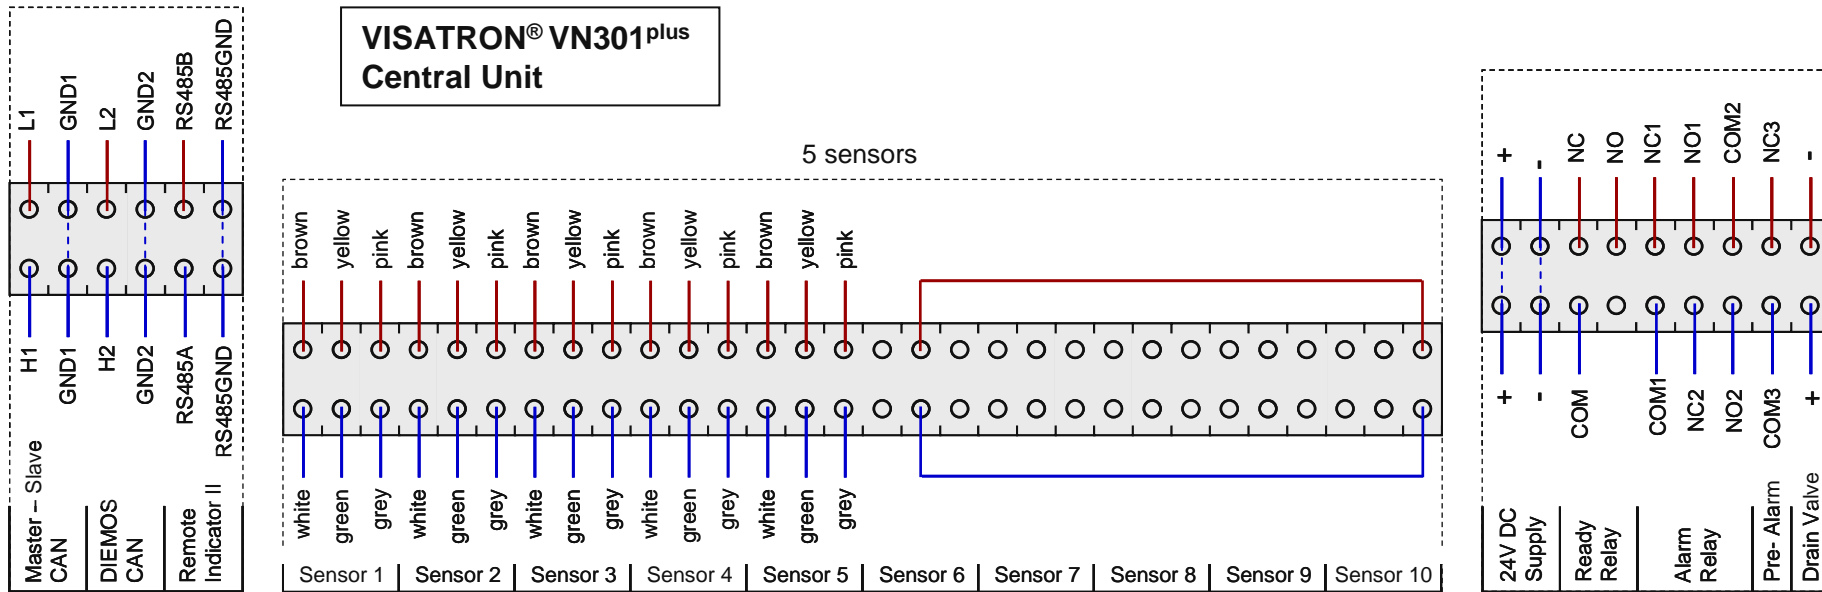 VISATRON® VN301plus
Central Unit
L1
GND1
L2
GND2
RS485B
RS485GND
H1
GND1
H2
GND2
RS485A
RS485GND
Master – Slave
CAN
DIEMOS
CAN
Remote
Indicator II
5 sensors
brown
yellow
pink
brown
yellow
pink
brown
yellow
pink
brown
yellow
pink
brown
yellow
pink
white
green
grey
white
green
grey
white
green
grey
white
green
grey
white
green
grey
Sensor 1
Sensor 2
Sensor 3
Sensor 4
Sensor 5
Sensor 6
Sensor 7
Sensor 8
Sensor 9
Sensor 10
+
-
NC
NO
NC1
NO1
COM2
NC3
-
+
-
COM
COM1
NC2
NO2
COM3
+
24V DC
Supply
Ready
Relay
Alarm
Relay
Pre- Alarm
Drain Valve